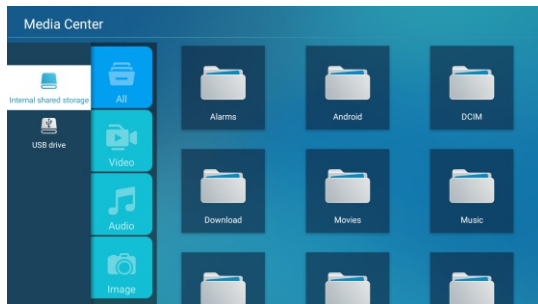 Media Center
Internal shared storage
USB drive
All
Video
Audio
Image
Alarms
Android
DCIM
Download
Movies
Music